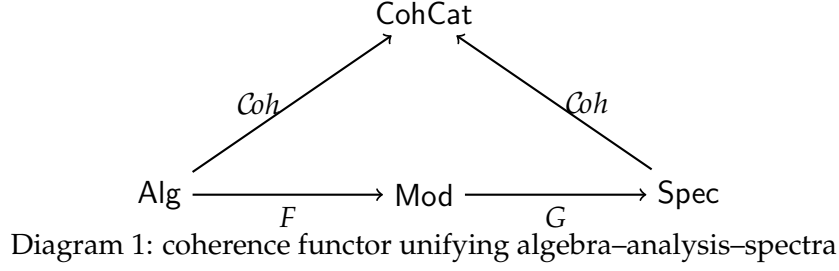 CohCat
Coh Coh
Alg Mod Spec
F G
Diagram 1: coherence functor unifying algebra–analysis–spectra